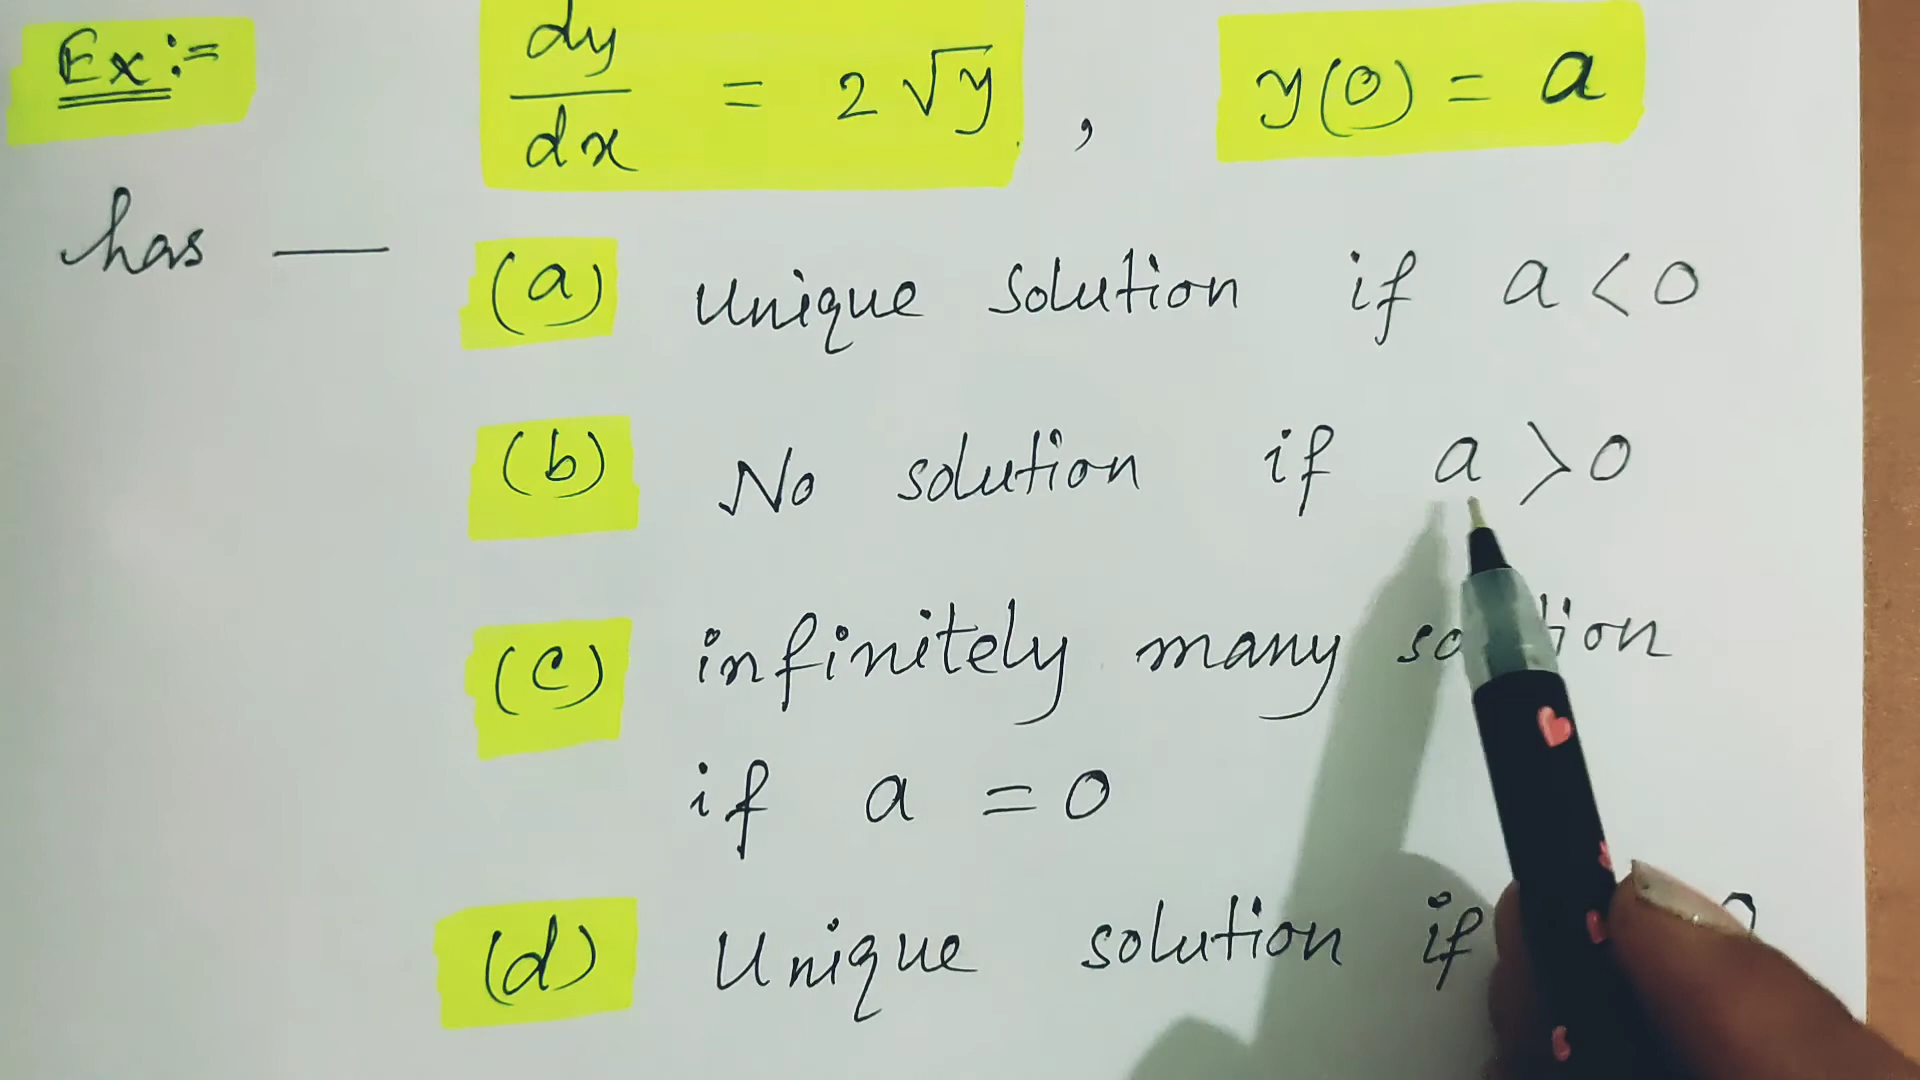 Ex:= dy/dx = 2√y , y(0) = a
has — (a) Unique solution if a < 0
(b) No solution if a > 0
(c) infinitely many
if a = 0
(d) Unique solution if